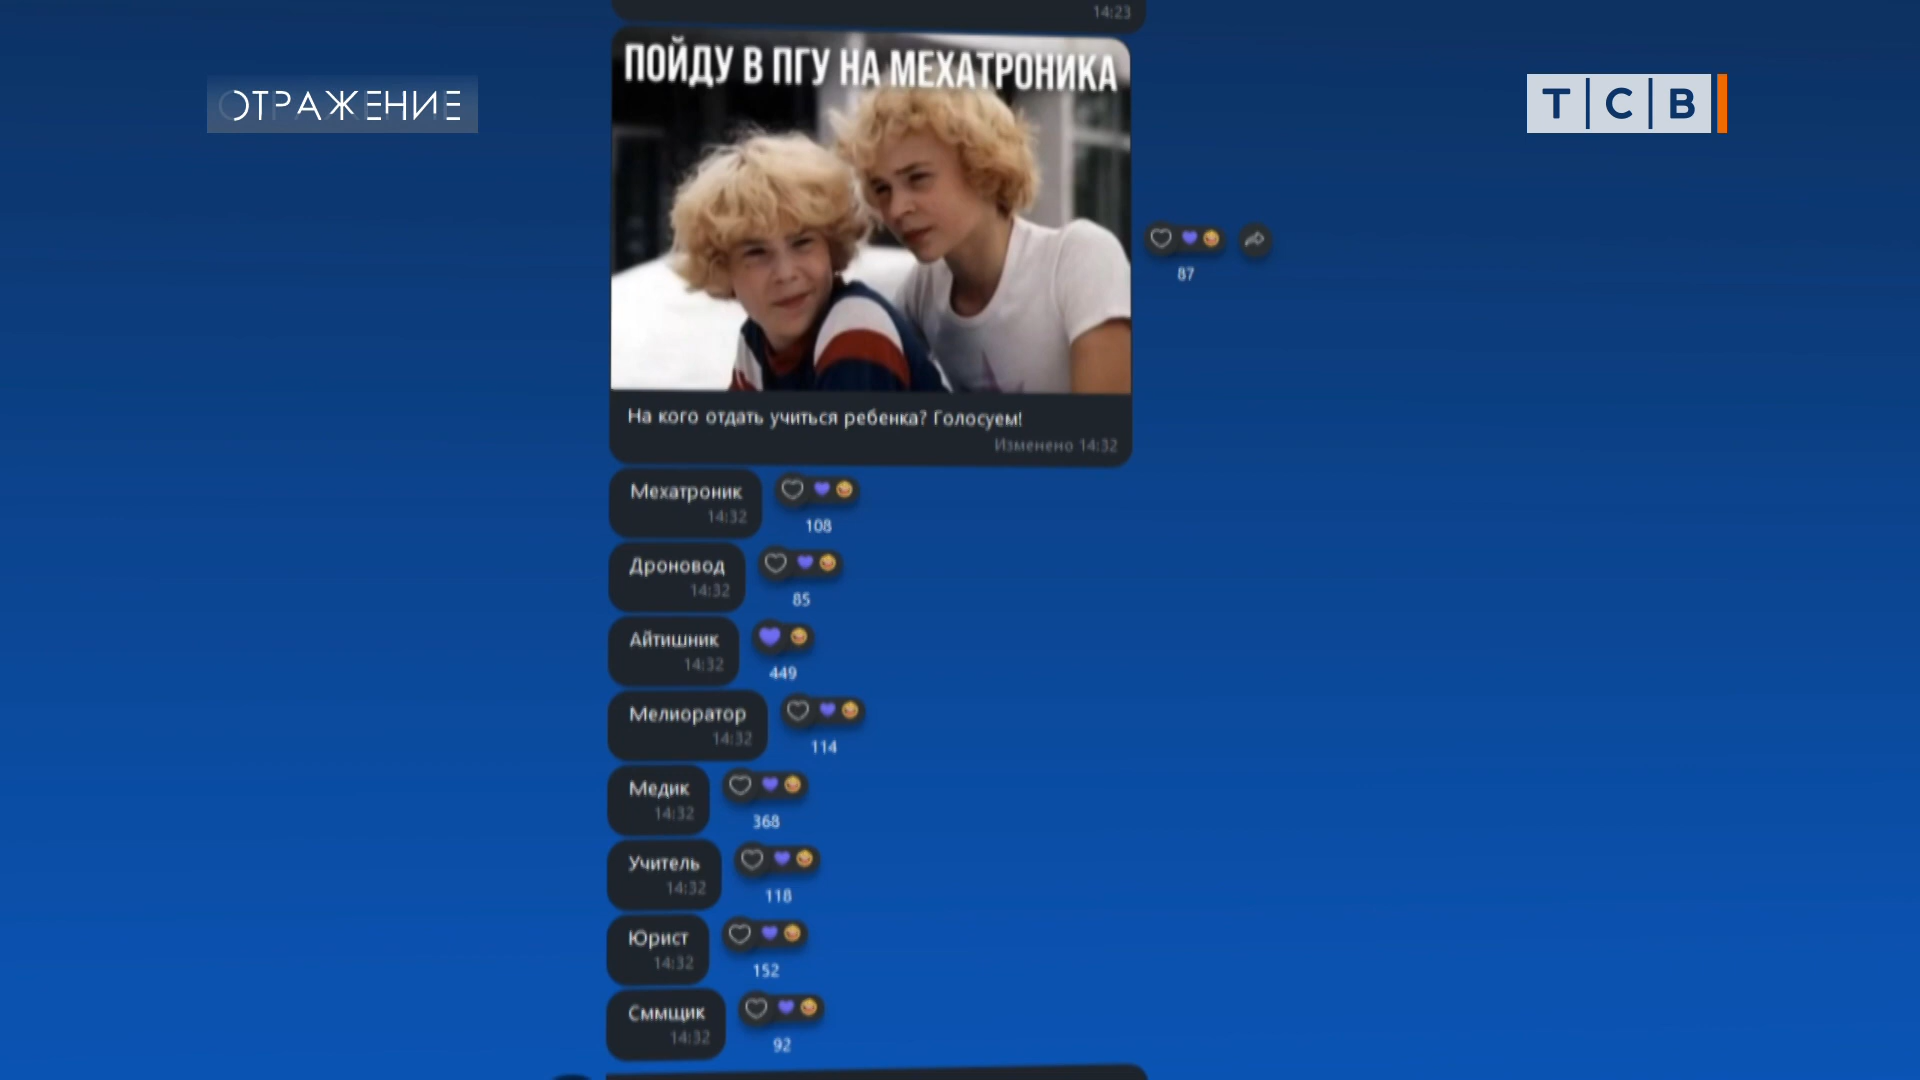 14:23
ПОЙДУ В ПГУ НА МЕХАТРОНИКА
ОТРАЖЕНИЕ
Т|С|В
87
На кого отдать учиться ребенка? Голосуем!
Изменено 14:32
Мехатроник
14:32
108
Дроновод
14:32
85
Айтишник
14:32
449
Мелиоратор
14:32
114
Медик
14:32
368
Учитель
14:32
118
Юрист
14:32
152
Сммщик
14:32
92